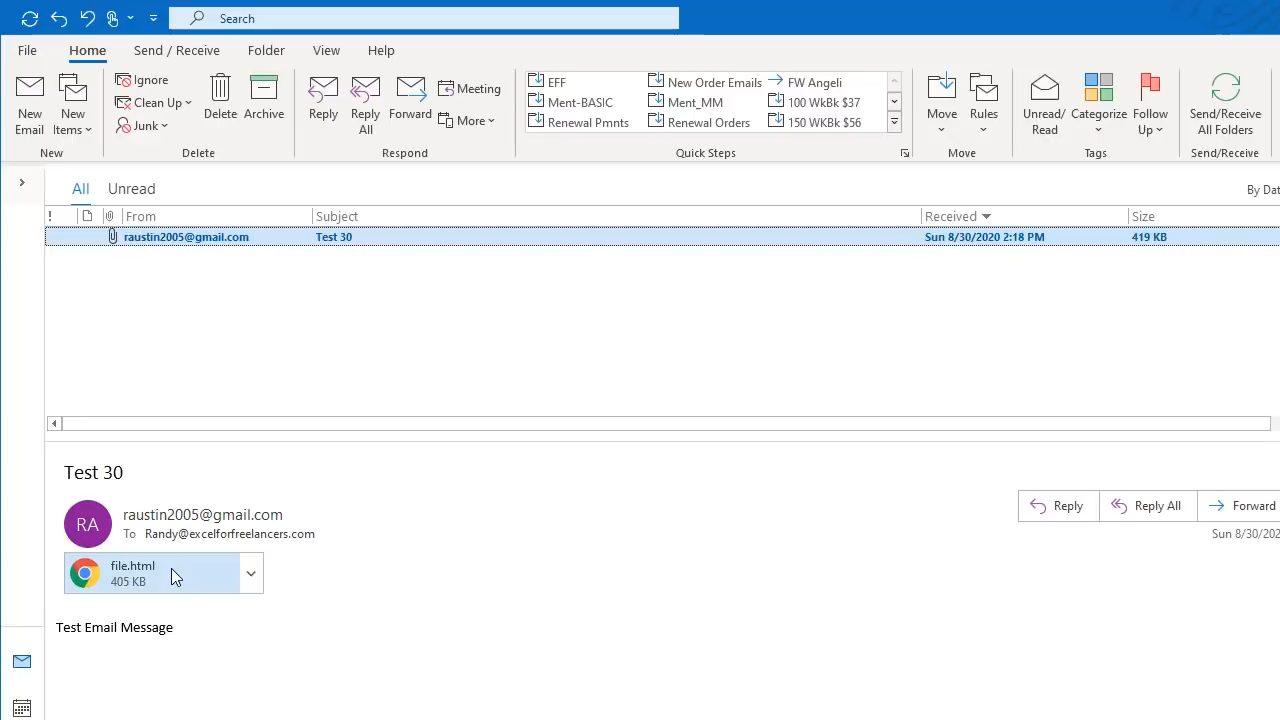 Search
File Home Send / Receive Folder View Help
New Email
New Items
New
Ignore
Clean Up
Junk
Delete
Archive
Delete
Reply
Reply All
Forward
Meeting
More
Respond
EFF
Ment-BASIC
Renewal Pmnts
New Order Emails
Ment_MM
Renewal Orders
FW Angeli
100 WkBk $37
150 WkBk $56
Quick Steps
Move
Rules
Move
Unread/ Read
Categorize
Follow Up
Tags
Send/Receive All Folders
Send/Receive
All Unread
By Dat
! From Subject Received Size
raustin2005@gmail.com Test 30 Sun 8/30/2020 2:18 PM 419 KB
Test 30
Reply Reply All Forward
RA
raustin2005@gmail.com
To Randy@excelforfreelancers.com
Sun 8/30/202
file.html
405 KB
Test Email Message